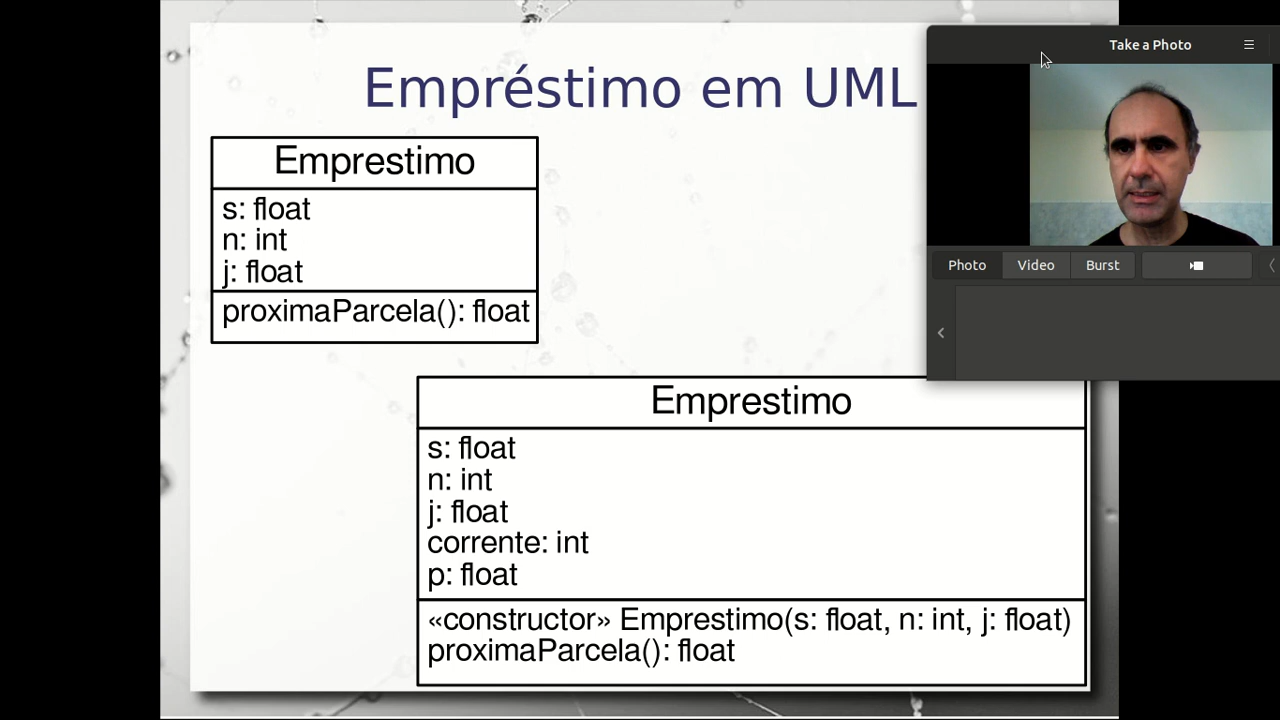 Empréstimo em UML
Take a Photo
Emprestimo
s: float
n: int
j: float
proximaParcela(): float
Photo
Video
Burst
Emprestimo
s: float
n: int
j: float
corrente: int
p: float
«constructor» Emprestimo(s: float, n: int, j: float)
proximaParcela(): float